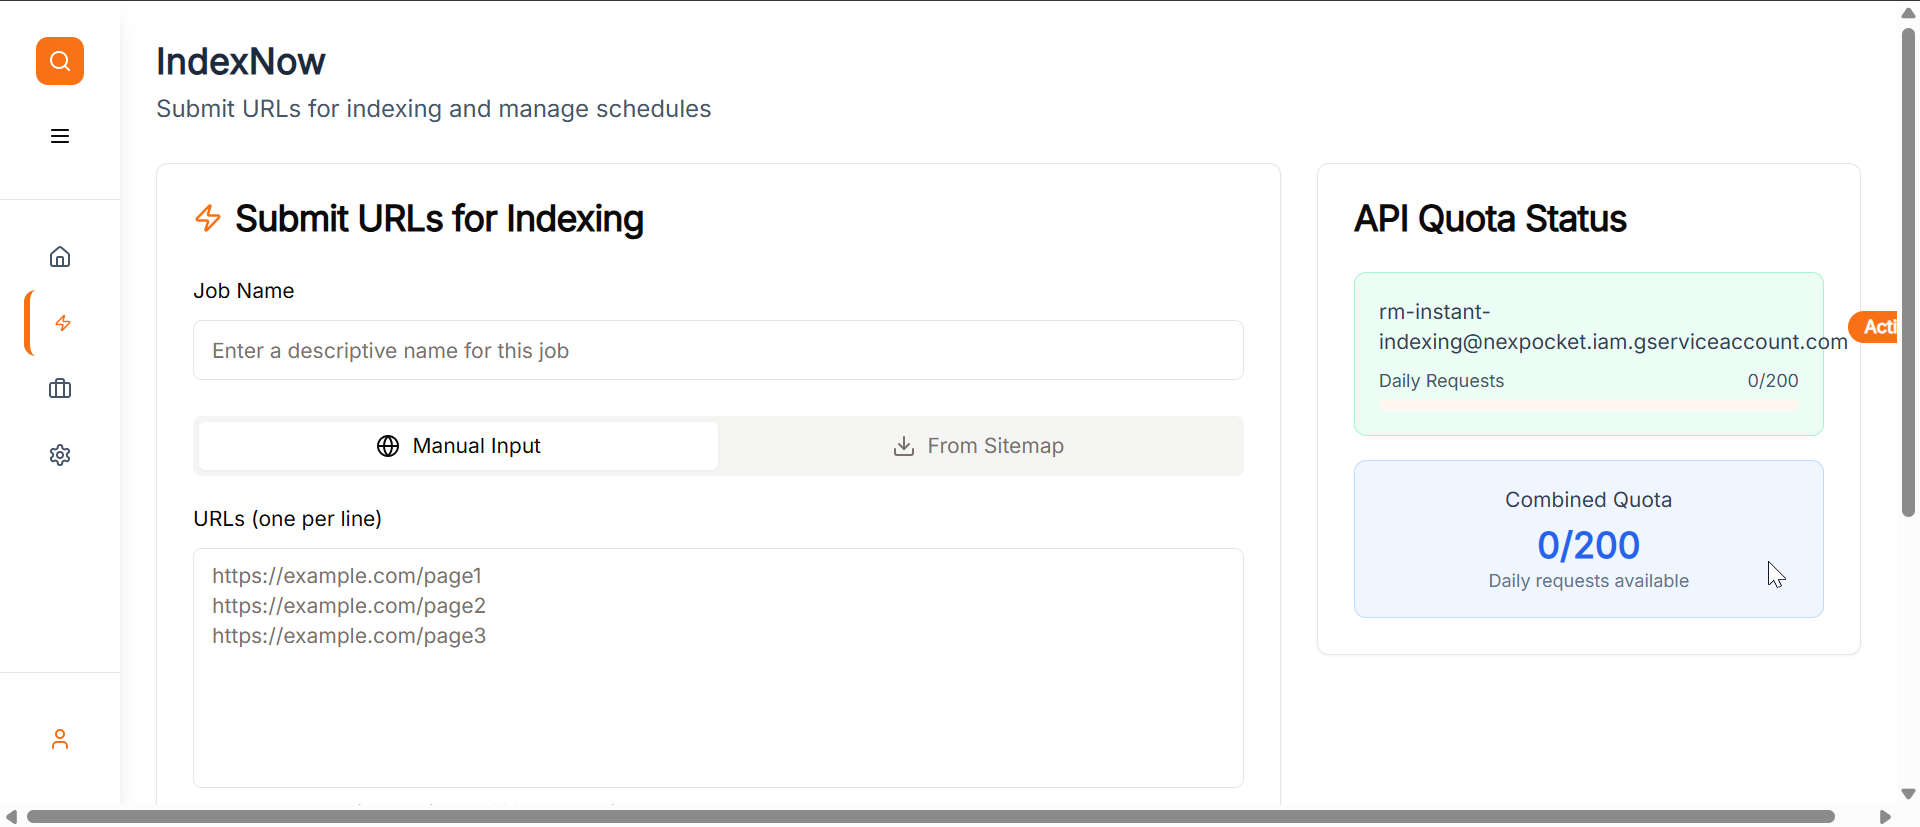 IndexNow
Submit URLs for indexing and manage schedules
Submit URLs for Indexing
Job Name
Enter a descriptive name for this job
Manual Input
From Sitemap
URLs (one per line)
https://example.com/page1
https://example.com/page2
https://example.com/page3
API Quota Status
rm-instant-
indexing@nexpocket.iam.gserviceaccount.com
Acti
Daily Requests
0/200
Combined Quota
0/200
Daily requests available